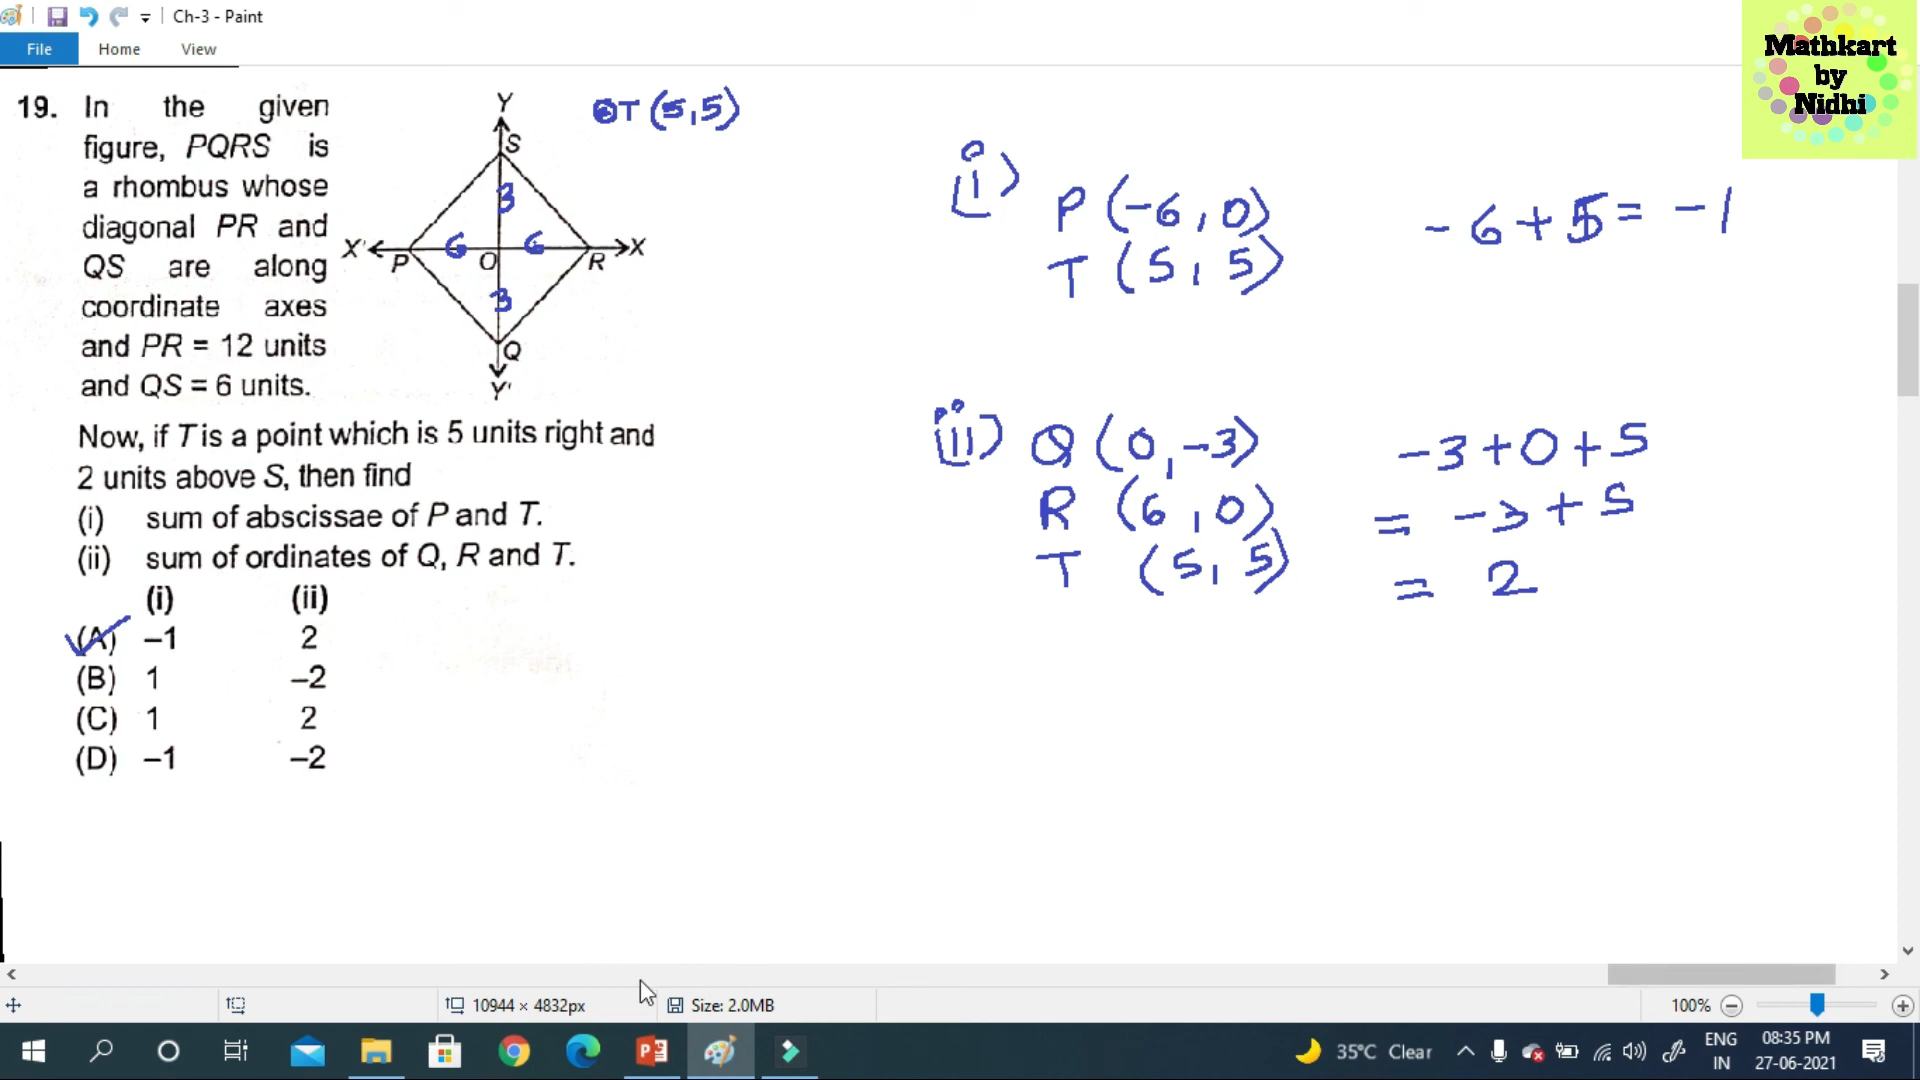 Ch-3 - Paint
File Home View
Mathkart
by
Nidhi
19. In the given
figure, PQRS is
a rhombus whose
diagonal PR and
QS are along
coordinate axes
and PR = 12 units
and QS = 6 units.
Y
S
3
X' P 6 O 6 R X
3
Q
Y'
T (5,5)
Now, if T is a point which is 5 units right and
2 units above S, then find
(i) sum of abscissae of P and T.
(ii) sum of ordinates of Q, R and T.
(i) (ii)
(A) –1 2
(B) 1 –2
(C) 1 2
(D) –1 –2
(i)
P (-6, 0) -6+5= -1
T (5, 5)
(ii) Q (0, -3) -3+0+5
R (6, 0) = -3+5
T (5, 5) = 2
10944 × 4832px Size: 2.0MB 100%
35°C Clear ENG IN 08:35 PM 27-06-2021